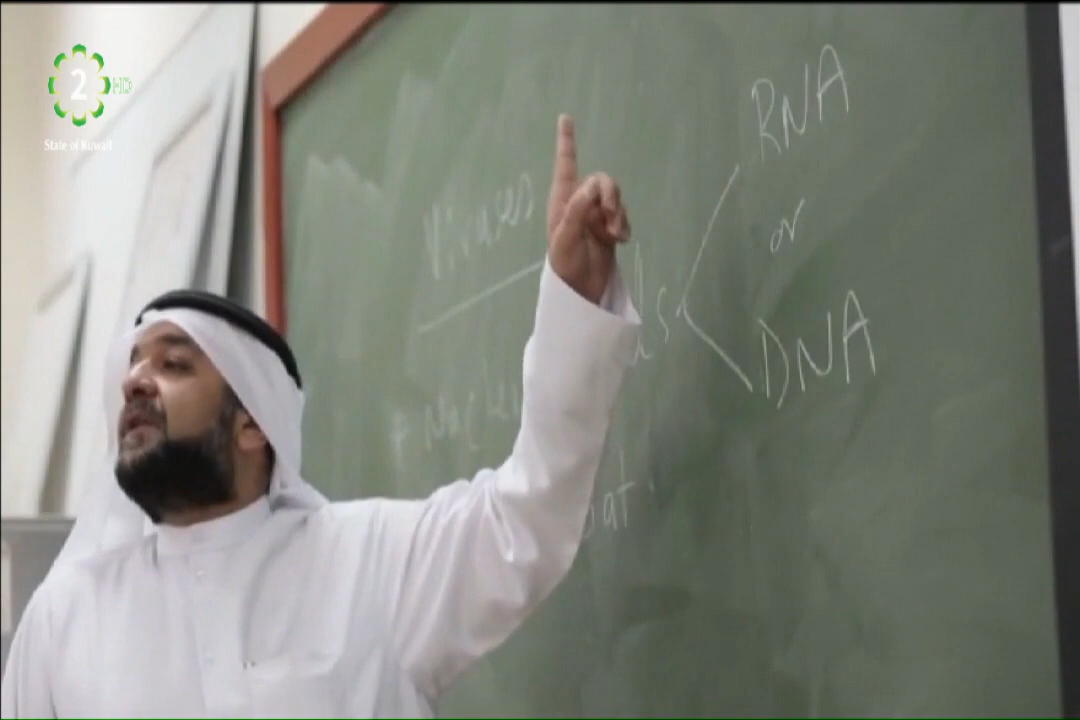 2 HD
State of Kuwait
Viruses
RNA
or
DNA